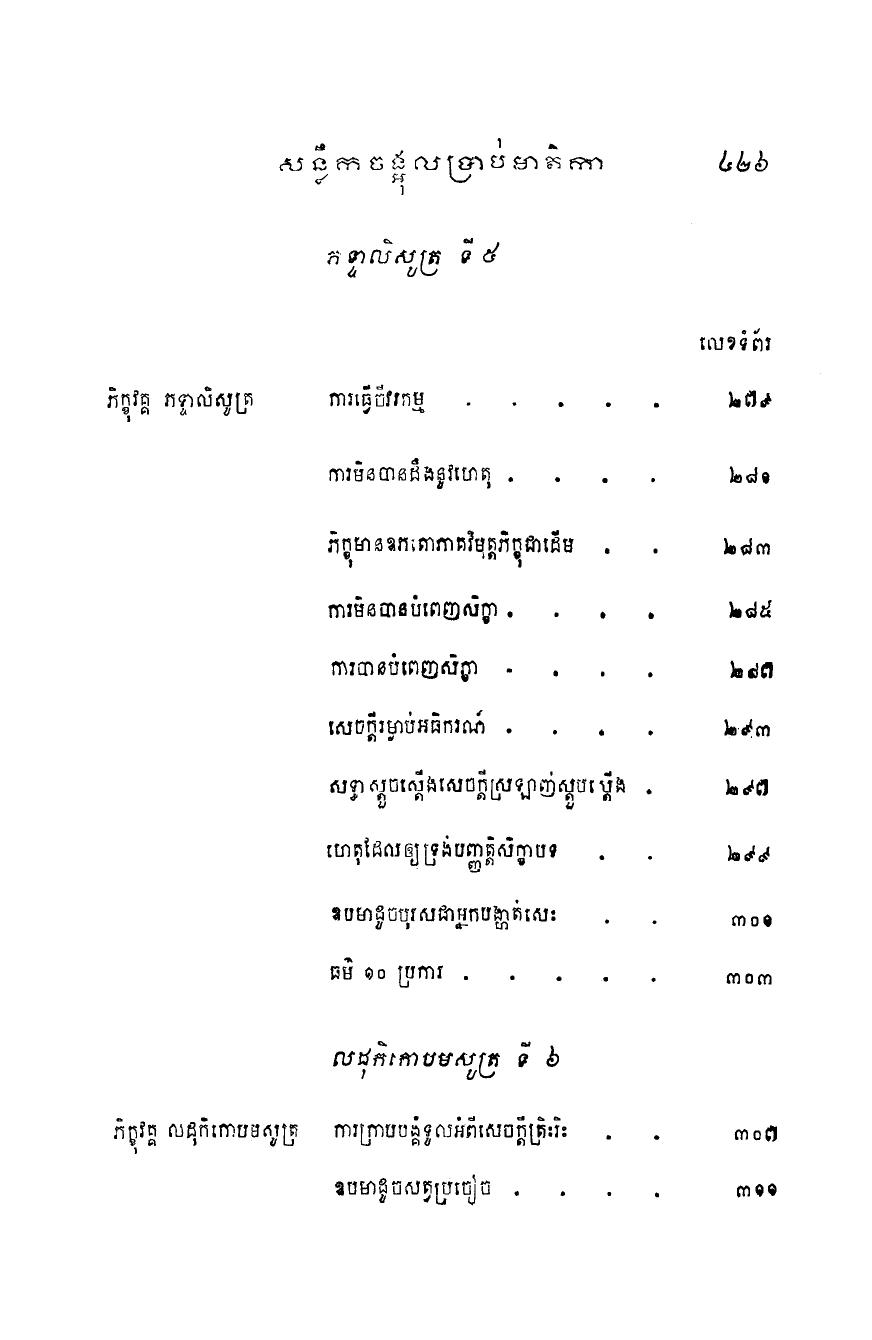 សន្លឹកចង្អុលប្រាប់មាតិកា ៤២៦
ភទ្ទាលិសូត្រ ទី ៥
លេខទំព័រ
ភិក្ខុវគ្គ ភទ្ទាលិសូត្រ ការធ្វើចីវរកម្ម . . . . . ២៧៩
ការមិនបានដឹងនូវហេតុ . . . . ២៨១
ភិក្ខុមានឧភតោភាគវិមុត្តភិក្ខុជាដើម . . ២៨៣
ការមិនបានបំពេញសិក្ខា . . . . ២៨៥
ការបានបំពេញសិក្ខា . . . . ២៨៧
សេចក្តីរម្ងាប់អធិករណ៍ . . . . ២៩៣
សទ្ធាស្តួចស្តើងសេចក្តីស្រឡាញ់ស្តួចស្តើង . ២៩៧
ហេតុដែលឲ្យទ្រង់បញ្ញត្តិសិក្ខាបទ . . ២៩៩
ឧបមាដូចបុរសជាអ្នកបង្ហាត់សេះ . . ៣០១
ធម៌ ១០ ប្រការ . . . . . ៣០៣
លដុកិកោបមសូត្រ ទី ៦
ភិក្ខុវគ្គ លដុកិកោបមសូត្រ ការក្រាបបង្គំទូលអំពីសេចក្តីត្រិះរិះ . . ៣០៧
ឧបមាដូចសត្វប្រចៀច . . . . ៣១១